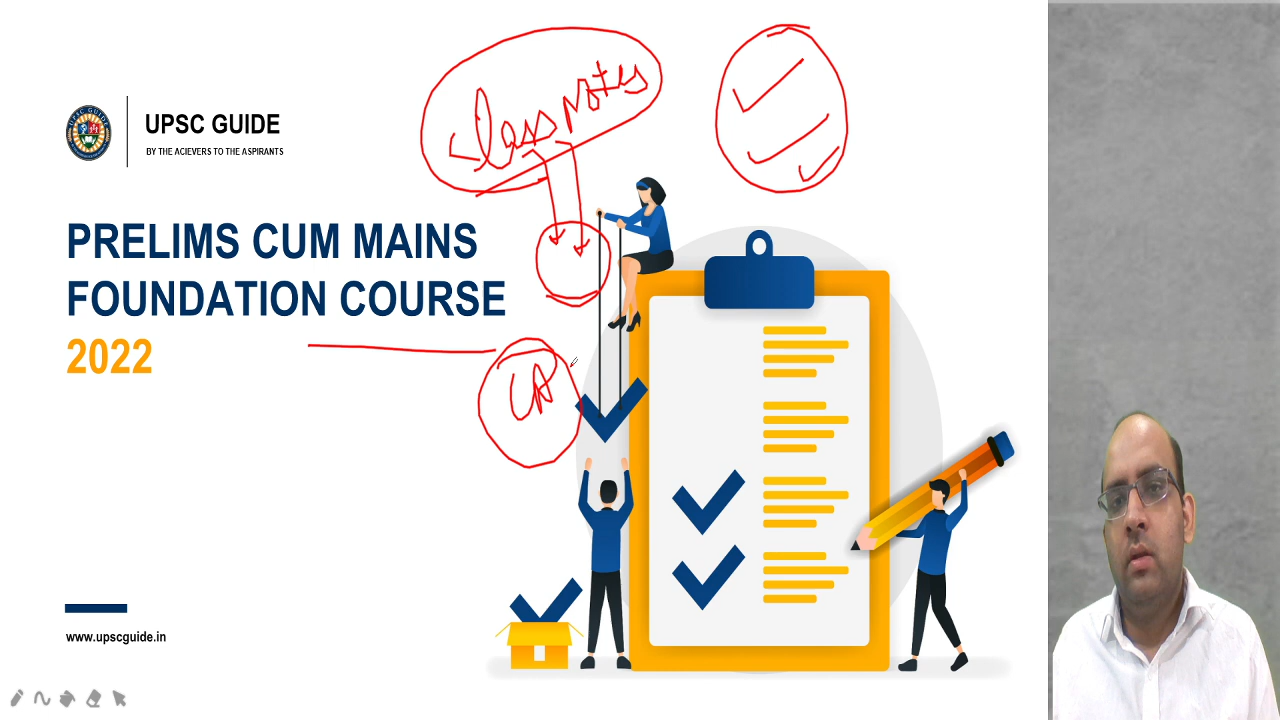 class notes
UPSC GUIDE
BY THE ACIEVERS TO THE ASPIRANTS
PRELIMS CUM MAINS
FOUNDATION COURSE
2022
CA
www.upscguide.in